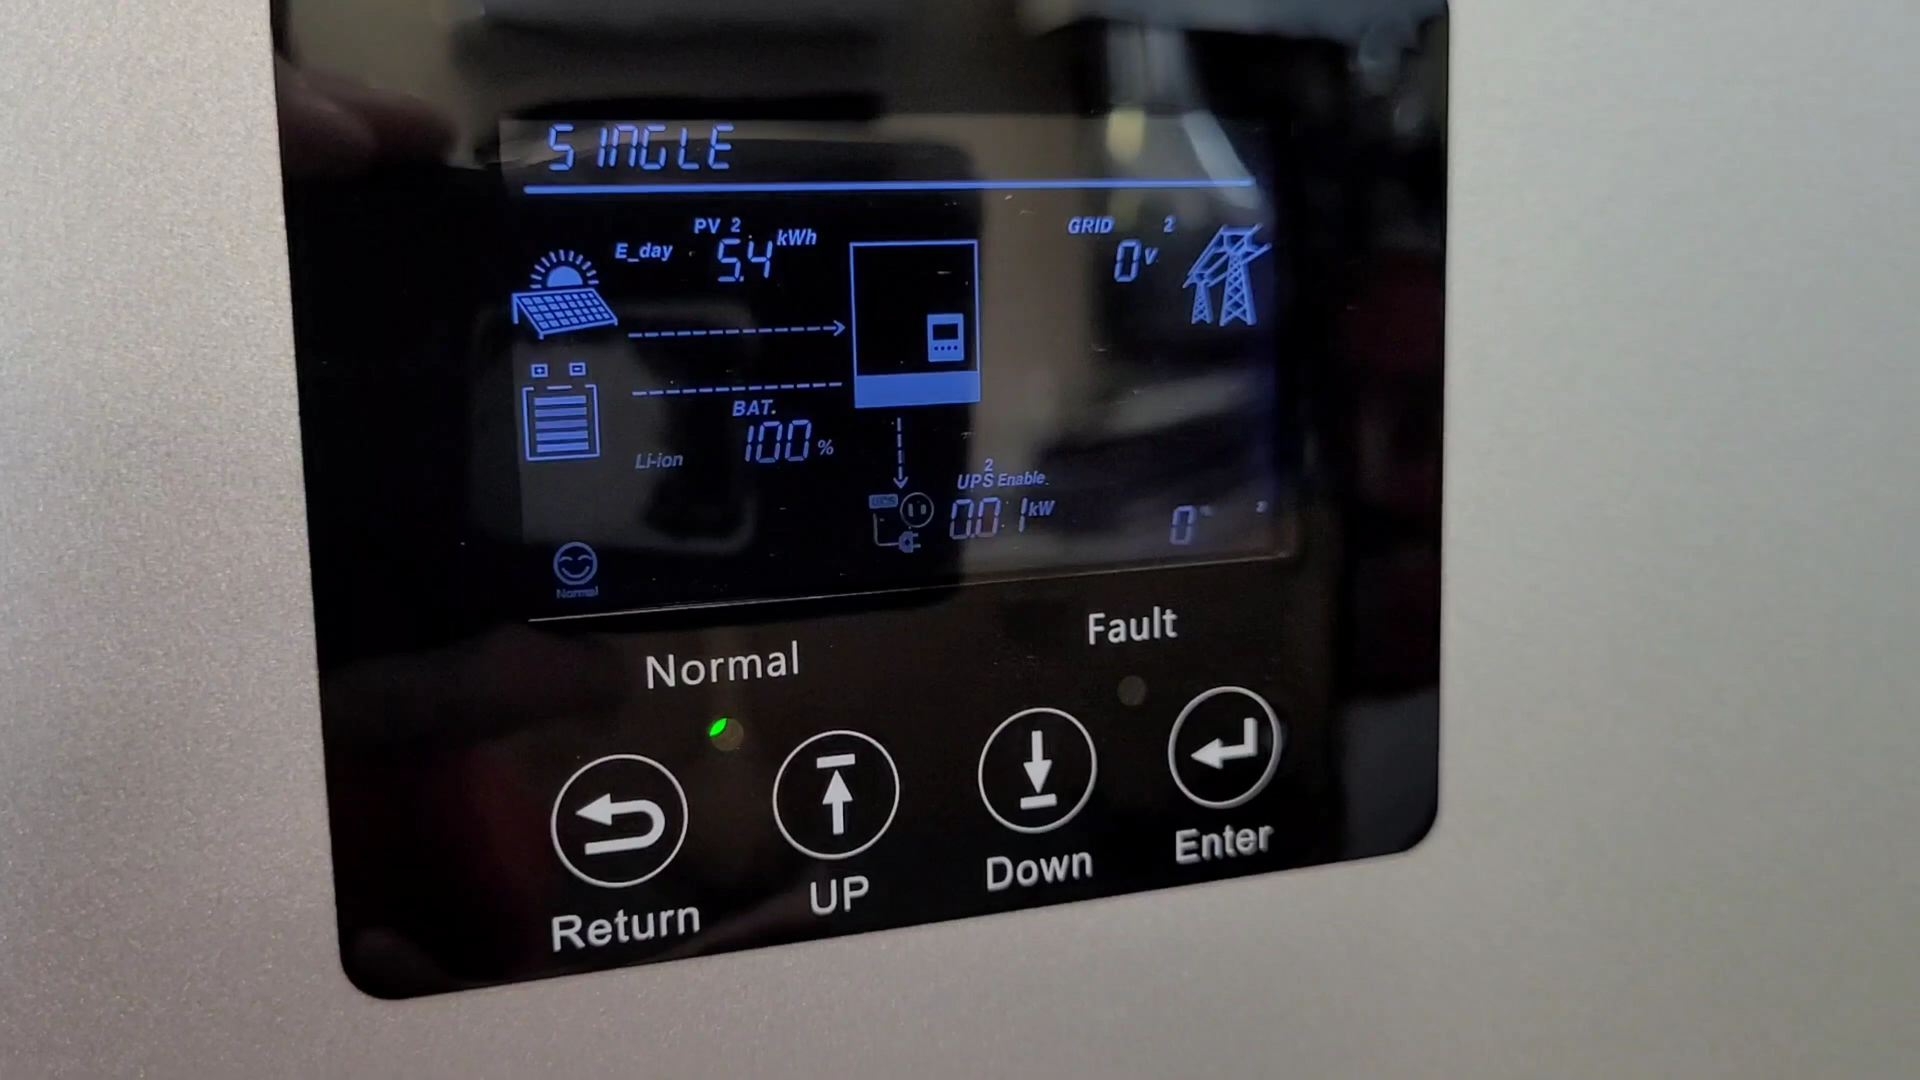 SINGLE
PV 2
E_day 5.4 kWh
GRID 2
0 V
BAT.
Li-ion 100 %
2
UPS Enable
UPS 0.01 kW
0
Normal
Normal
Fault
Return
UP
Down
Enter